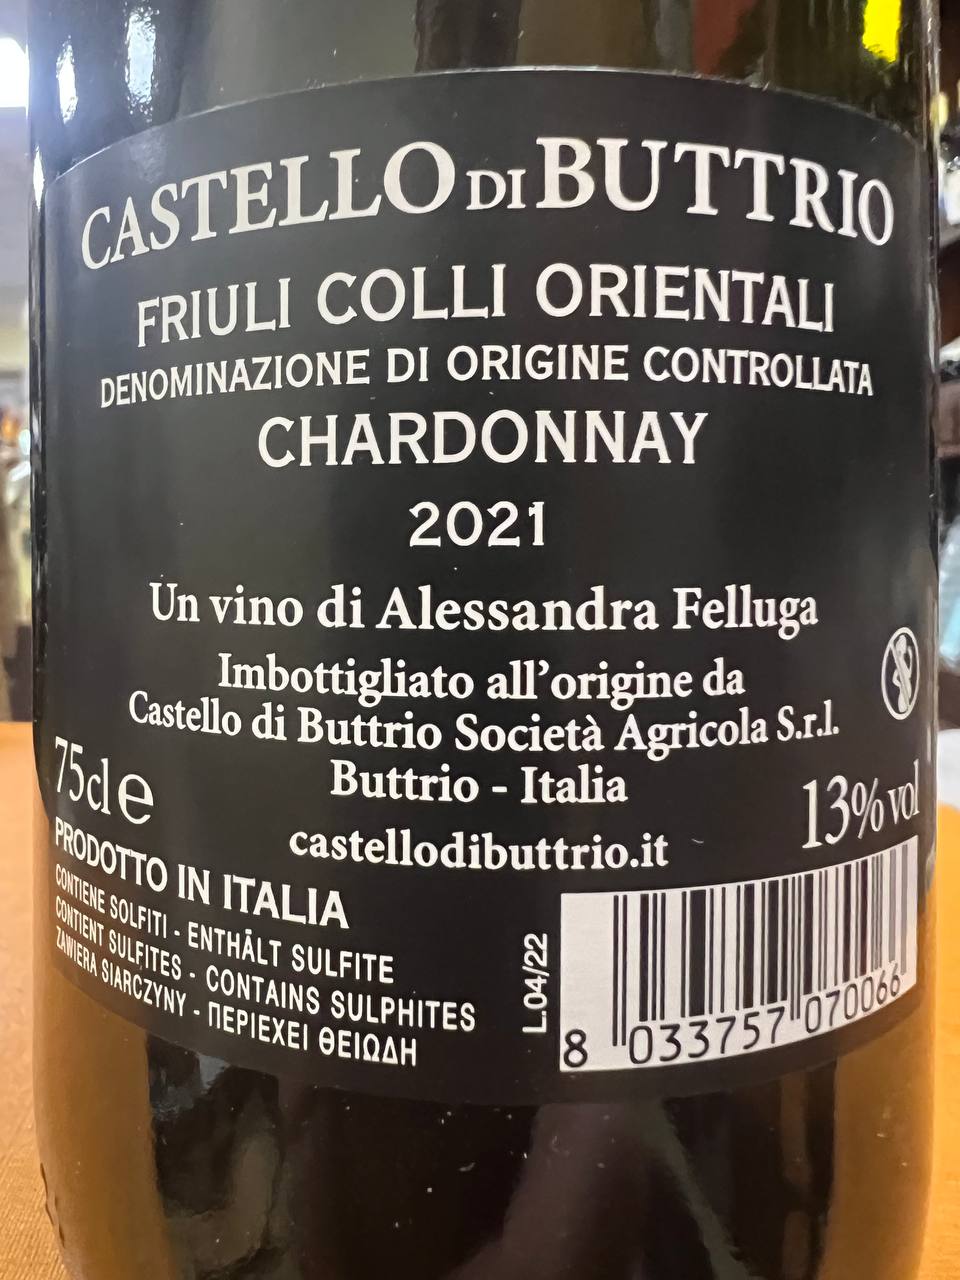 CASTELLO DI BUTTRIO
FRIULI COLLI ORIENTALI
DENOMINAZIONE DI ORIGINE CONTROLLATA
CHARDONNAY
2021
Un vino di Alessandra Felluga
Imbottigliato all'origine da
Castello di Buttrio Società Agricola S.r.l.
Buttrio - Italia
castellodibuttrio.it
75cl e
13% vol
PRODOTTO IN ITALIA
CONTIENE SOLFITI - ENTHÄLT SULFITE
CONTIENT SULFITES - CONTAINS SULPHITES
ZAWIERA SIARCZYNY - ΠΕΡΙΕΧΕΙ ΘΕΙΩΔΗ
L.04/22
8 033757 070066